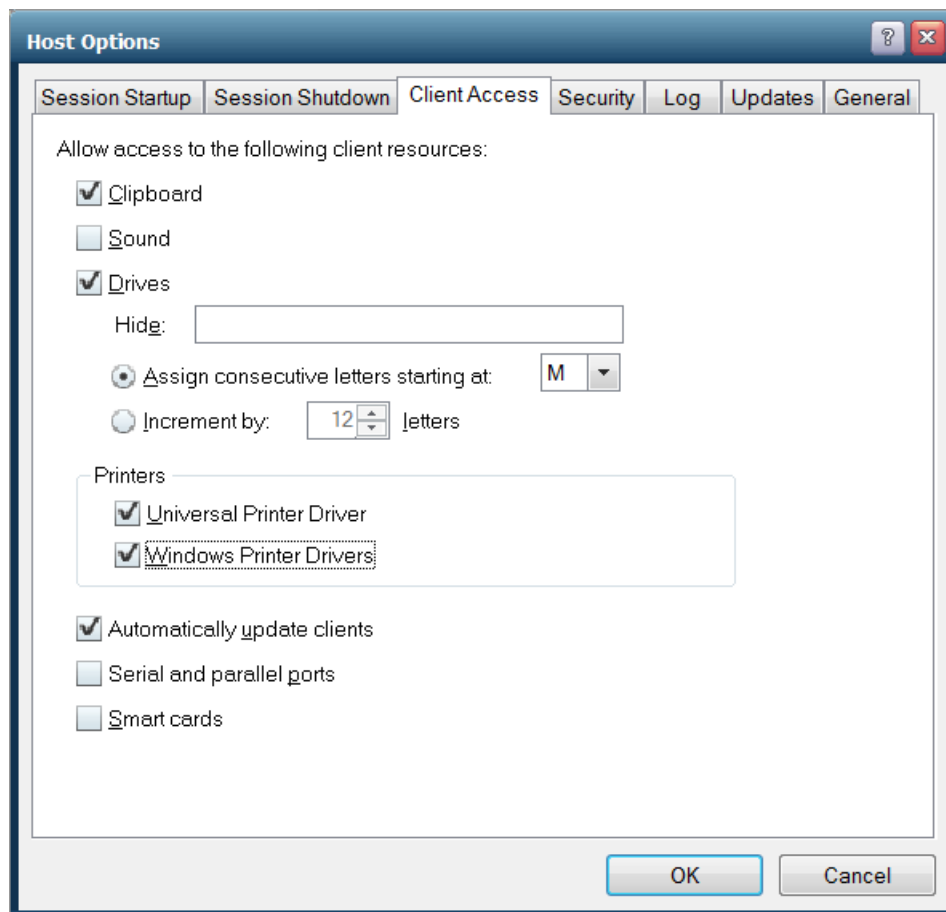 Host Options
?
Session Startup Session Shutdown Client Access Security Log Updates General
Allow access to the following client resources:
Clipboard
Sound
Drives
Hide:
Assign consecutive letters starting at: M
Increment by: 12 letters
Printers
Universal Printer Driver
Windows Printer Drivers
Automatically update clients
Serial and parallel ports
Smart cards
OK Cancel